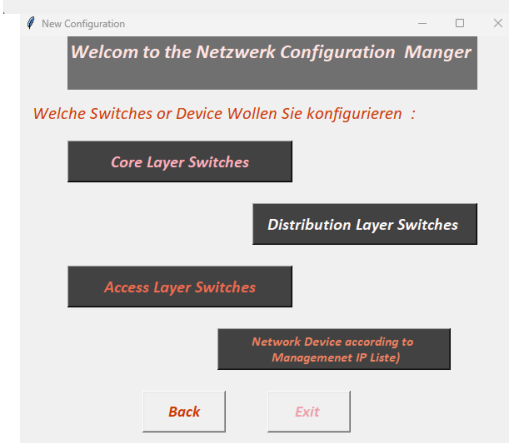 New Configuration
Welcom to the Netzwerk Configuration Manger
Welche Switches or Device Wollen Sie konfigurieren :
Core Layer Switches
Distribution Layer Switches
Access Layer Switches
Network Device according to
Managemenet IP Liste)
Back
Exit